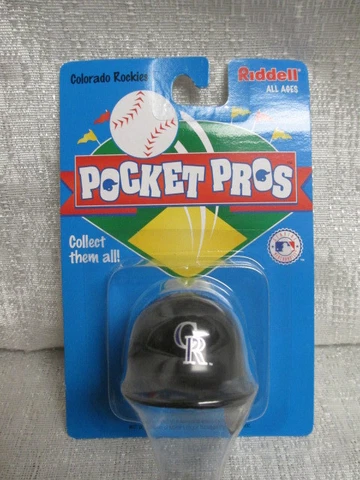 Colorado Rockies
Riddell
ALL AGES
POCKET PROS
Collect
them all!
CR